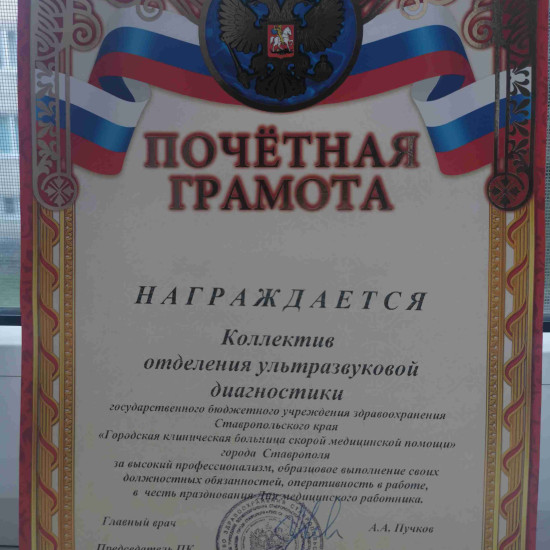 ПОЧЁТНАЯ
ГРАМОТА
НАГРАЖДАЕТСЯ
Коллектив
отделения ультразвуковой
диагностики
государственного бюджетного учреждения здравоохранения
Ставропольского края
«Городская клиническая больница скорой медицинской помощи»
города Ставрополя
за высокий профессионализм, образцовое выполнение своих
должностных обязанностей, оперативность в работе,
в честь празднования Дня медицинского работника.
Главный врач А.А. Пучков
Председатель ПК